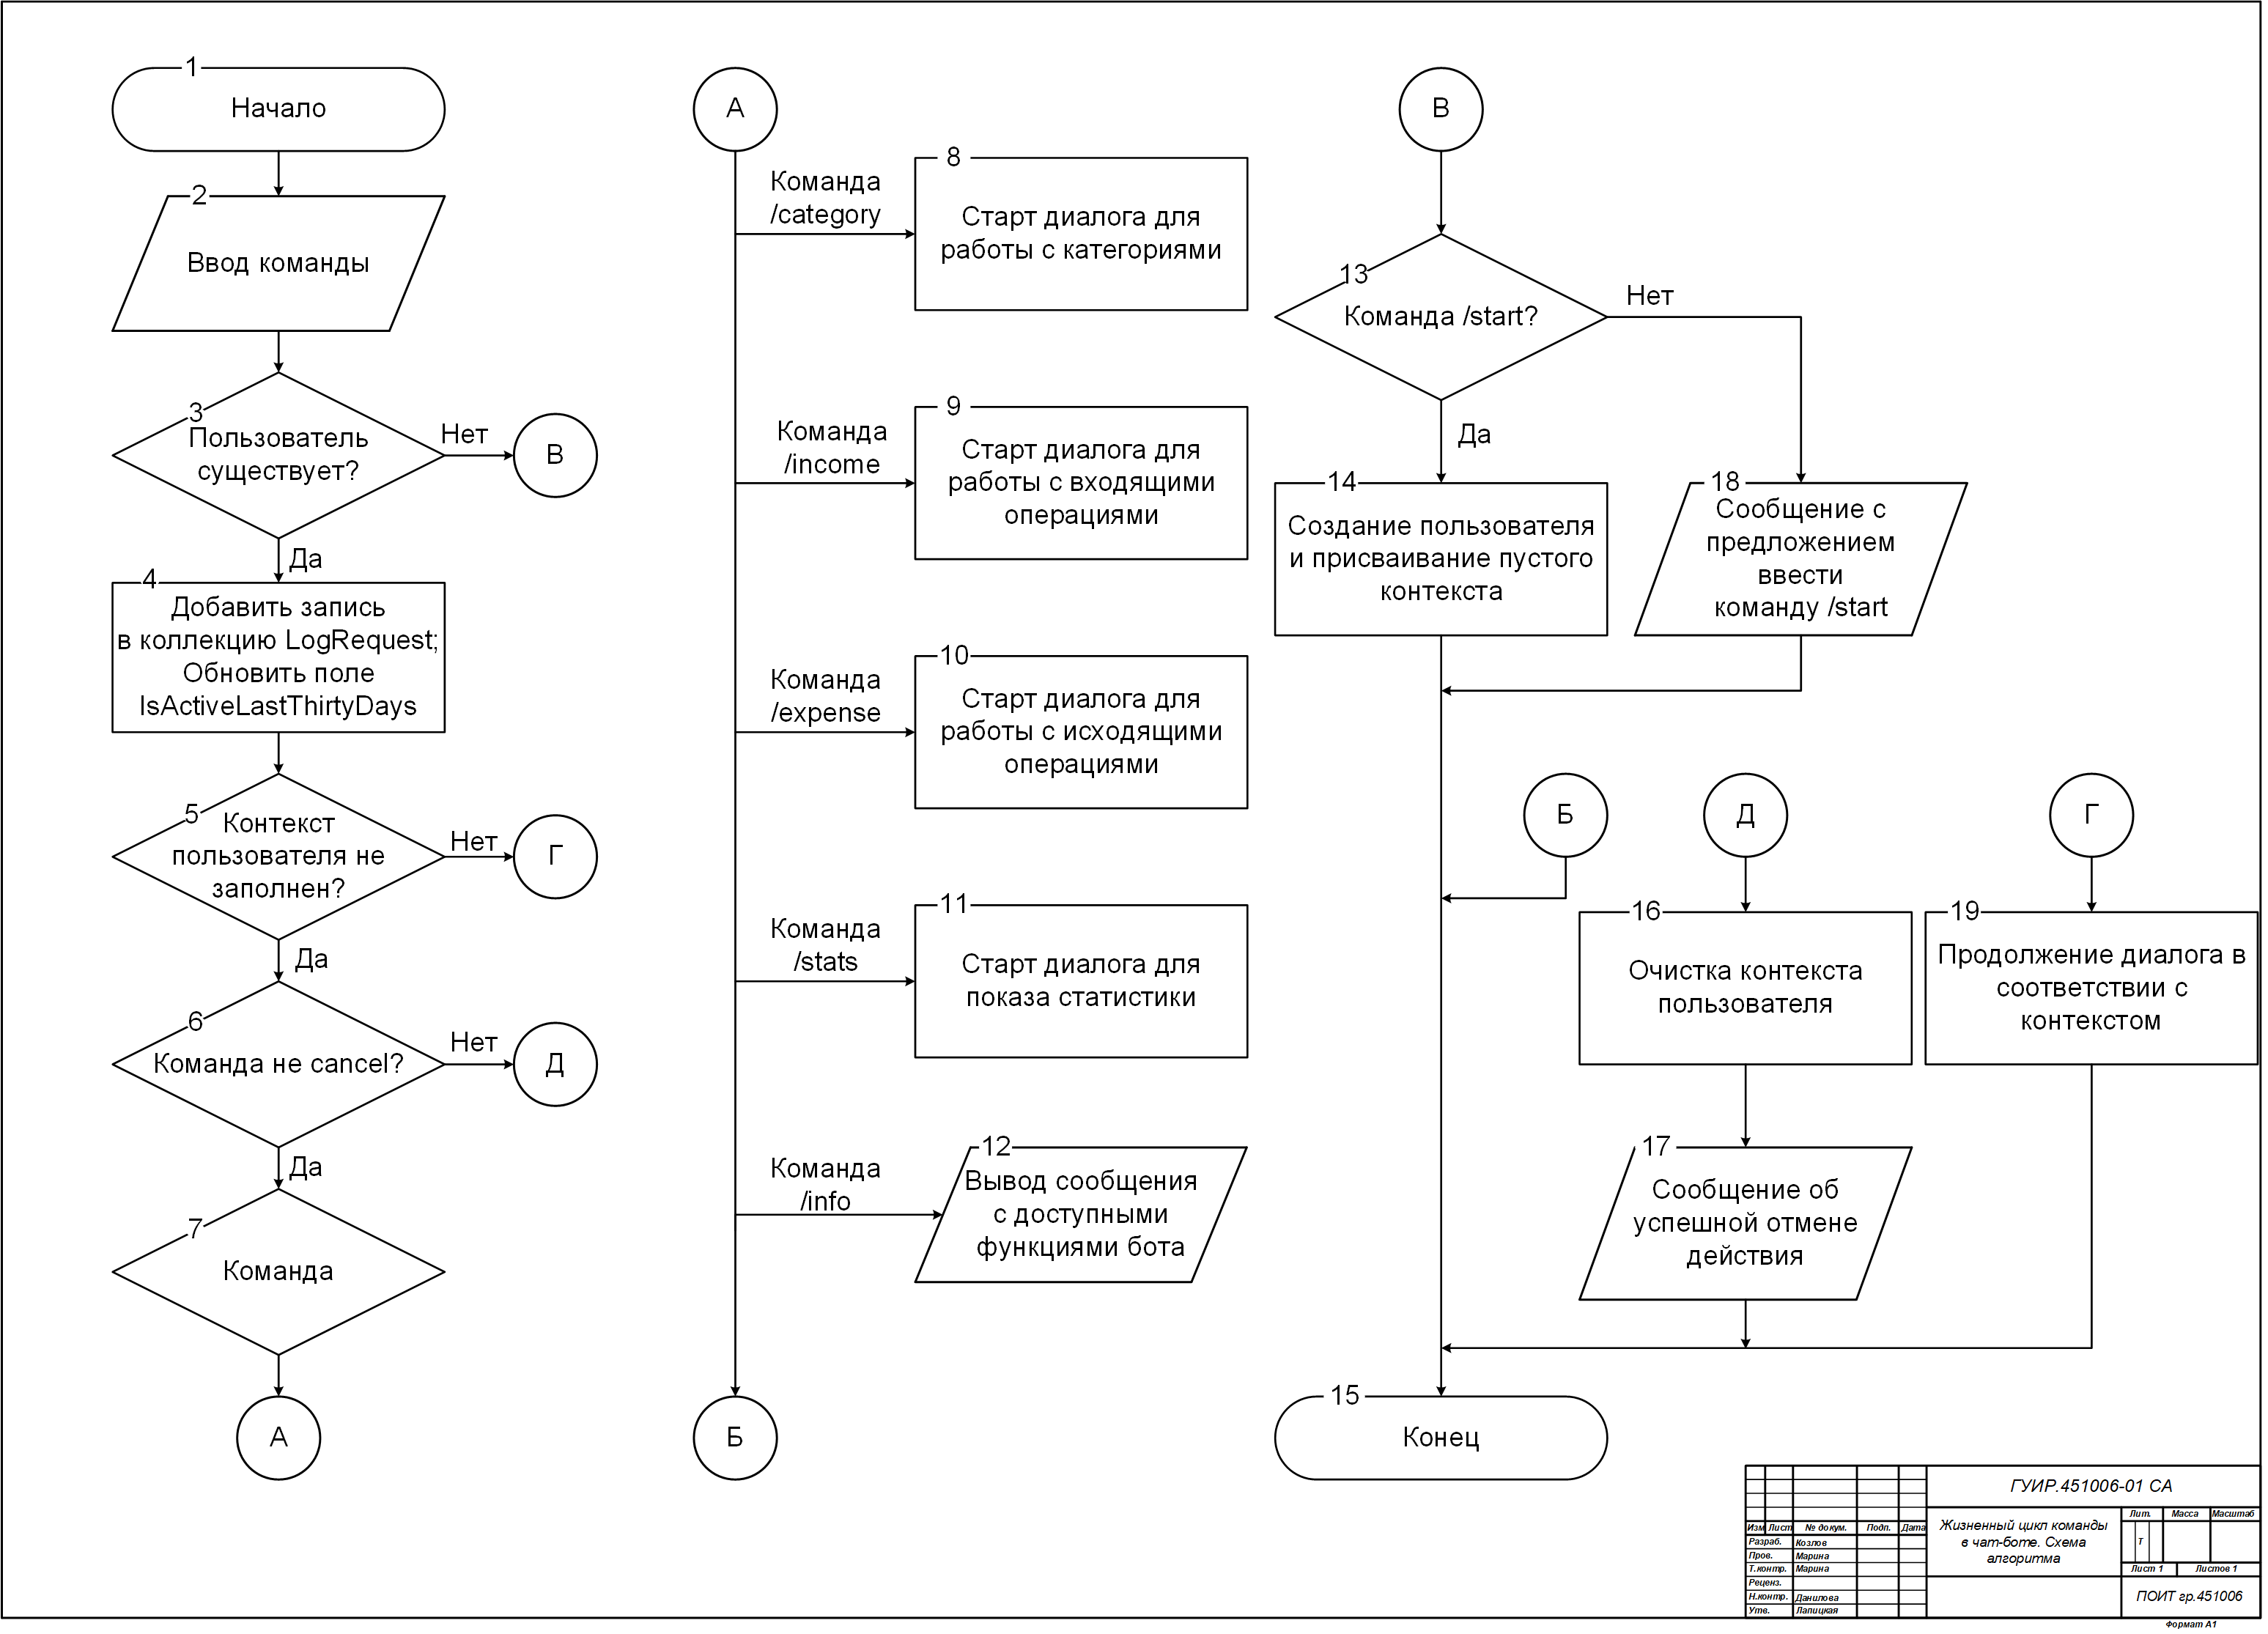 1
Начало
2
Ввод команды
3
Пользователь
существует?
Нет
В
Да
4
Добавить запись
в коллекцию LogRequest;
Обновить поле
IsActiveLastThirtyDays
5
Контекст
пользователя не
заполнен?
Нет
Г
Да
6
Команда не cancel?
Нет
Д
Да
7
Команда
А
А
Команда
/category
8
Старт диалога для
работы с категориями
Команда
/income
9
Старт диалога для
работы с входящими
операциями
Команда
/expense
10
Старт диалога для
работы с исходящими
операциями
Команда
/stats
11
Старт диалога для
показа статистики
Команда
/info
12
Вывод сообщения
с доступными
функциями бота
Б
В
13
Команда /start?
Нет
Да
14
Создание пользователя
и присваивание пустого
контекста
18
Сообщение с
предложением
ввести
команду /start
Б
Д
Г
16
Очистка контекста
пользователя
19
Продолжение диалога в
соответствии с
контекстом
17
Сообщение об
успешной отмене
действия
15
Конец
ГУИР.451006-01 СА
Изм Лист № докум. Подп. Дата
Разраб. Козлов
Пров. Марина
Т.контр. Марина
Реценз.
Н.контр. Данилова
Утв. Лапицкая
Жизненный цикл команды
в чат-боте. Схема
алгоритма
Лит. Масса Масштаб
Т
Лист 1 Листов 1
ПОИТ гр.451006
Формат А1